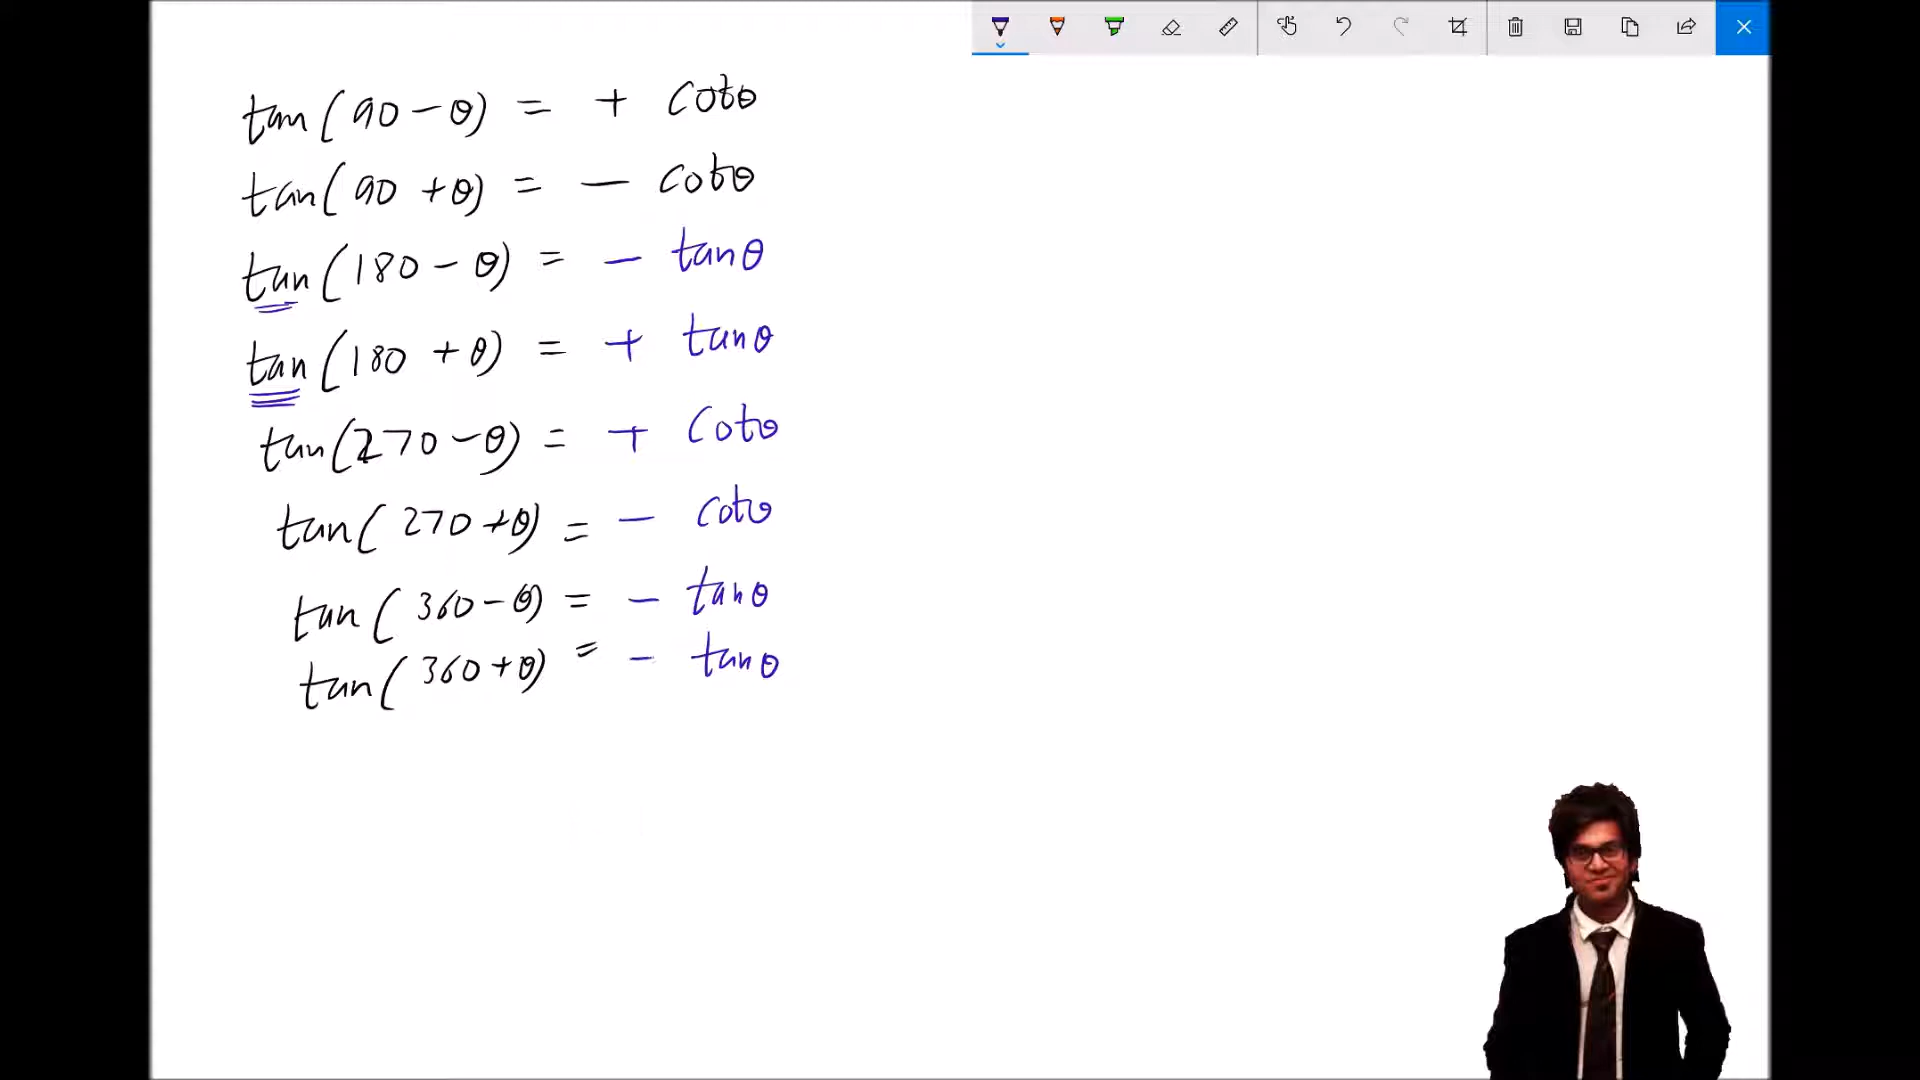 tan(90-θ) = + cotθ
tan(90+θ) = - cotθ
tan(180-θ) = - tanθ
tan(180+θ) = + tanθ
tan(270-θ) = + cotθ
tan(270+θ) = - cotθ
tan(360-θ) = - tanθ
tan(360+θ) = - tanθ